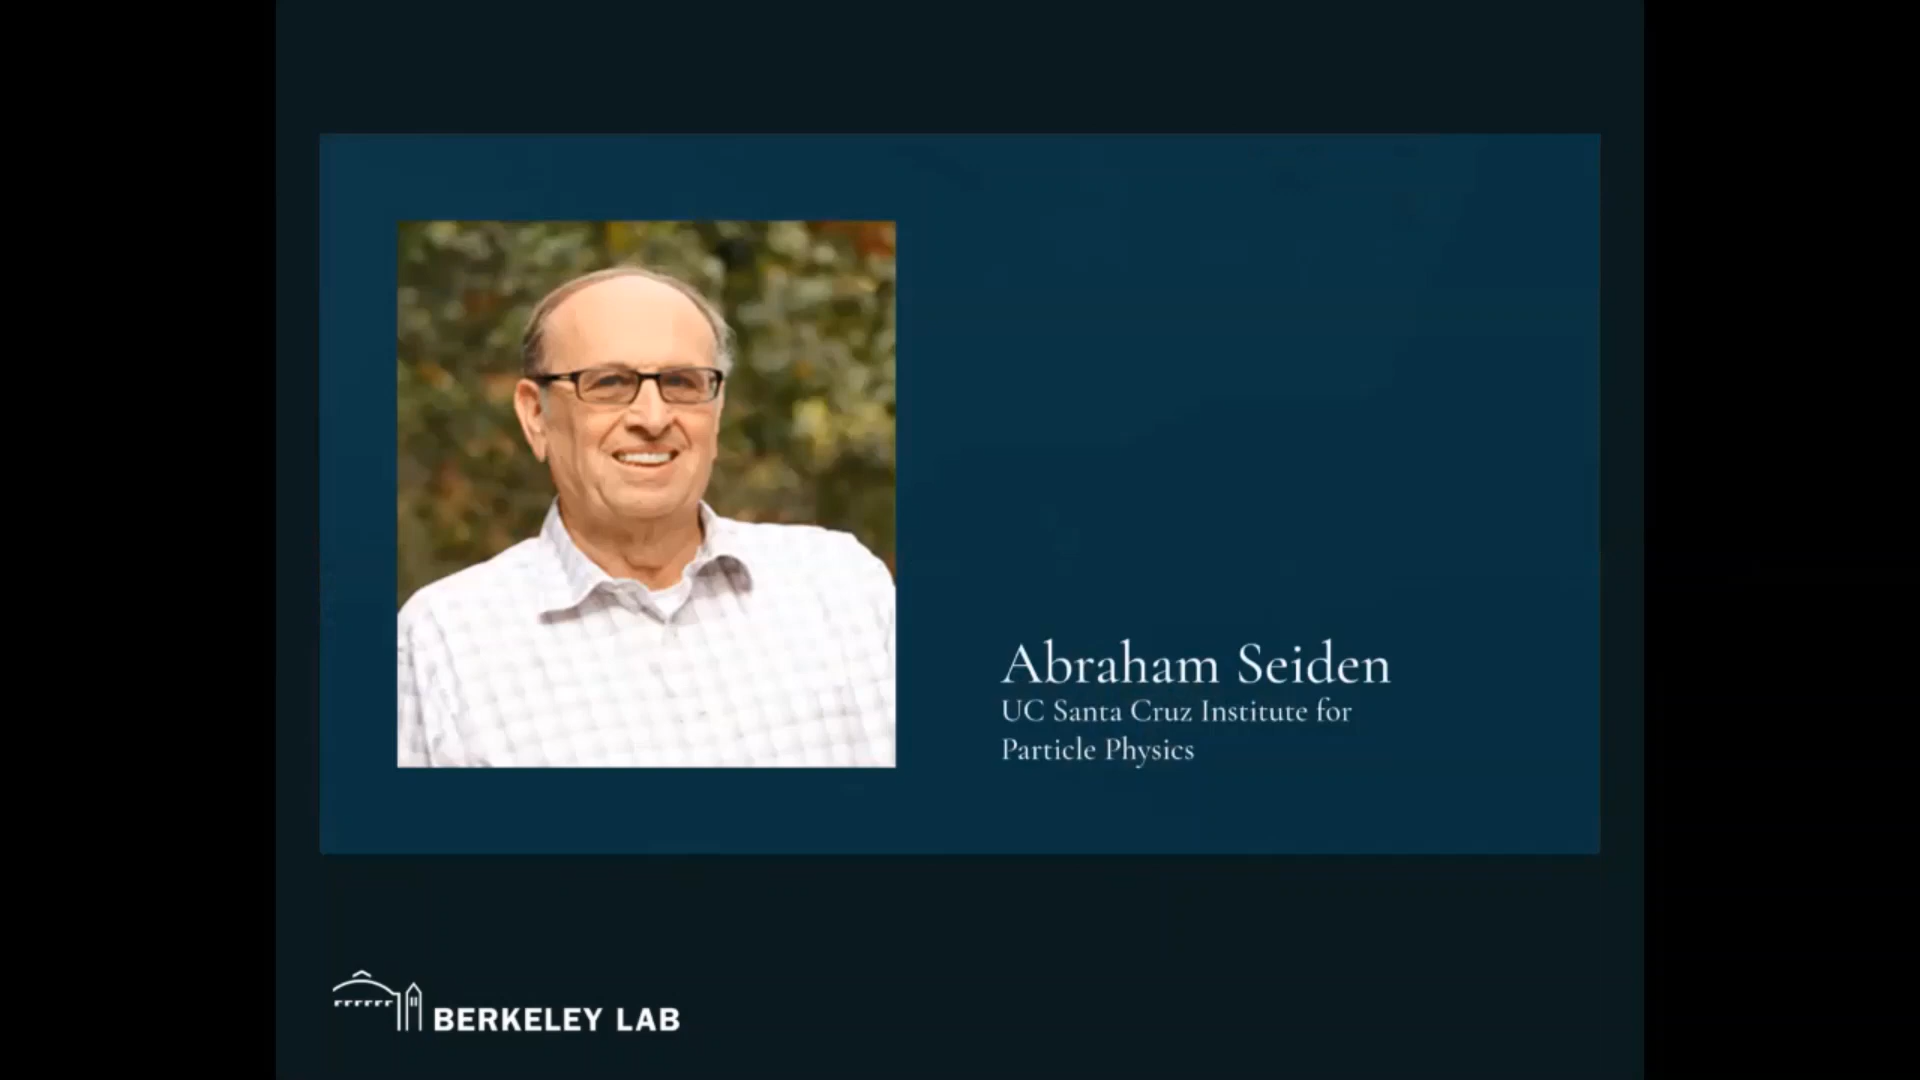 Abraham Seiden
UC Santa Cruz Institute for
Particle Physics
BERKELEY LAB